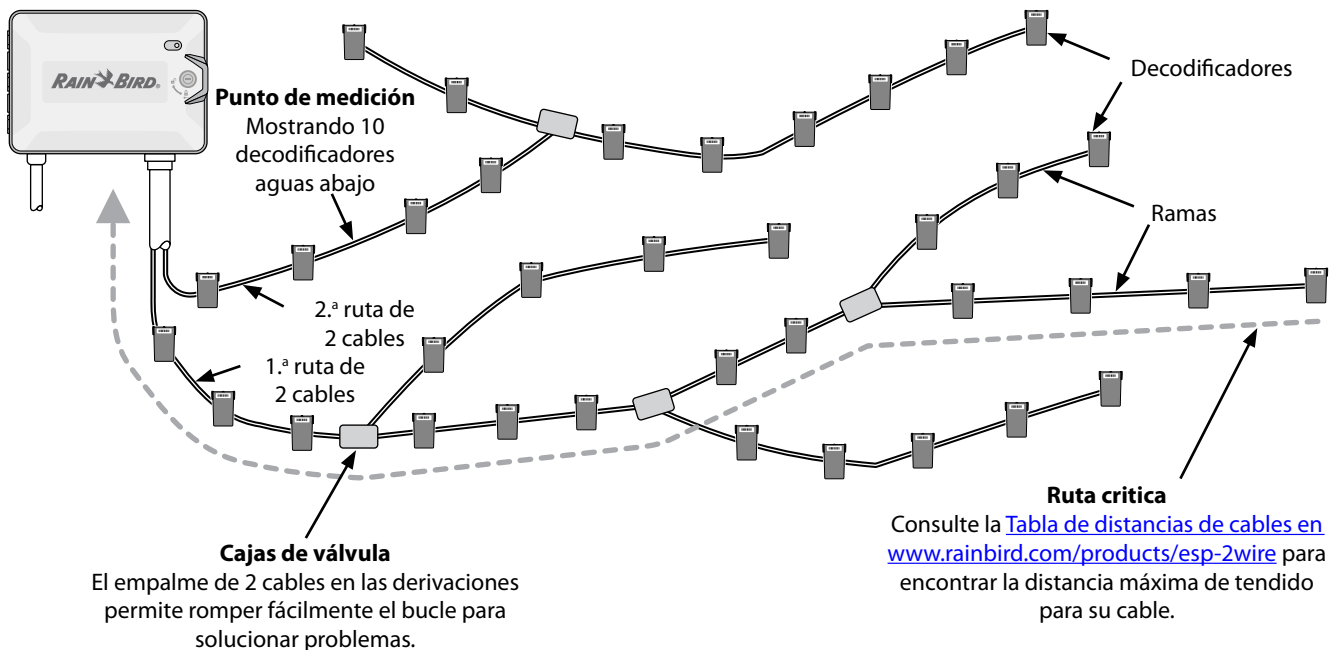 RAIN BIRD
Punto de medición
Mostrando 10
decodificadores
aguas abajo
Decodificadores
Ramas
2.ª ruta de
2 cables
1.ª ruta de
2 cables
Cajas de válvula
El empalme de 2 cables en las derivaciones
permite romper fácilmente el bucle para
solucionar problemas.
Ruta critica
Consulte la Tabla de distancias de cables en
www.rainbird.com/products/esp-2wire para
encontrar la distancia máxima de tendido
para su cable.